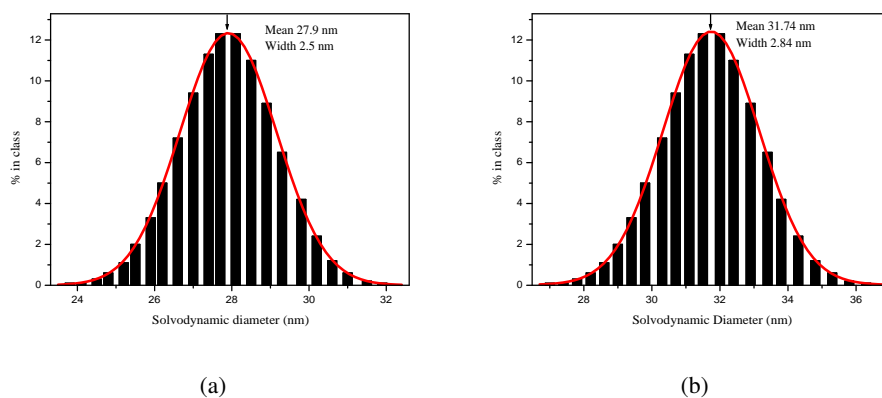 Mean 27.9 nm
Width 2.5 nm
12
10
8
6
4
2
0
% in class
24 26 28 30 32
Solvodynamic diameter (nm)
(a)
Mean 31.74 nm
Width 2.84 nm
12
10
8
6
4
2
0
% in class
28 30 32 34 36
Solvodynamic Diameter (nm)
(b)